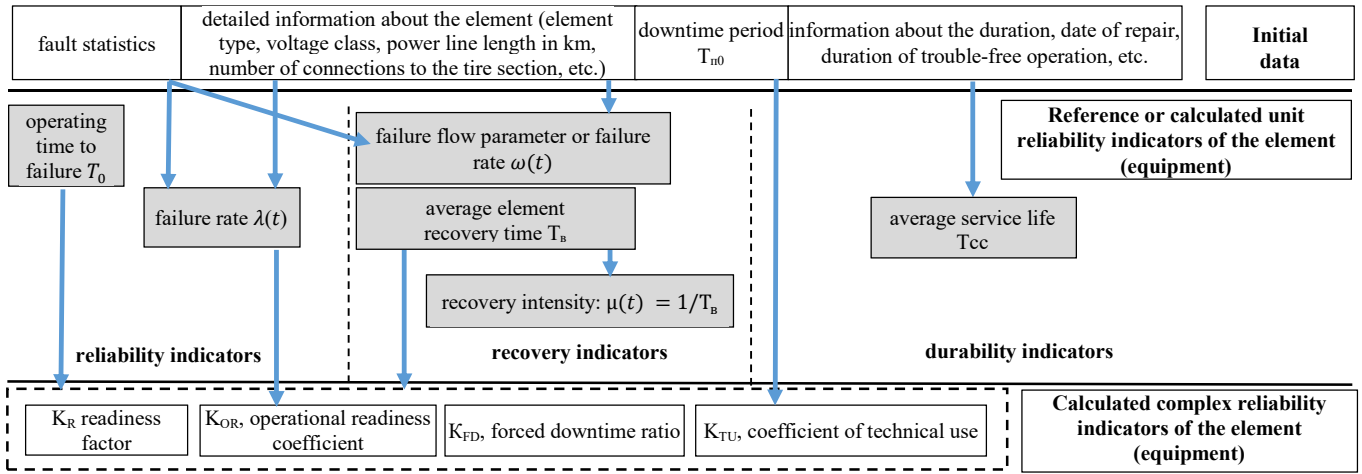 fault statistics
detailed information about the element (element
type, voltage class, power line length in km,
number of connections to the tire section, etc.)
downtime period
Tп0
information about the duration, date of repair,
duration of trouble-free operation, etc.
Initial
data
operating
time to
failure T0
failure rate λ(t)
failure flow parameter or failure
rate ω(t)
average element
recovery time Tв
recovery intensity: μ(t) = 1/Tв
average service life
Tcc
Reference or calculated unit
reliability indicators of the element
(equipment)
reliability indicators
recovery indicators
durability indicators
KR readiness
factor
KOR, operational readiness
coefficient
KFD, forced downtime ratio
KTU, coefficient of technical use
Calculated complex reliability
indicators of the element
(equipment)